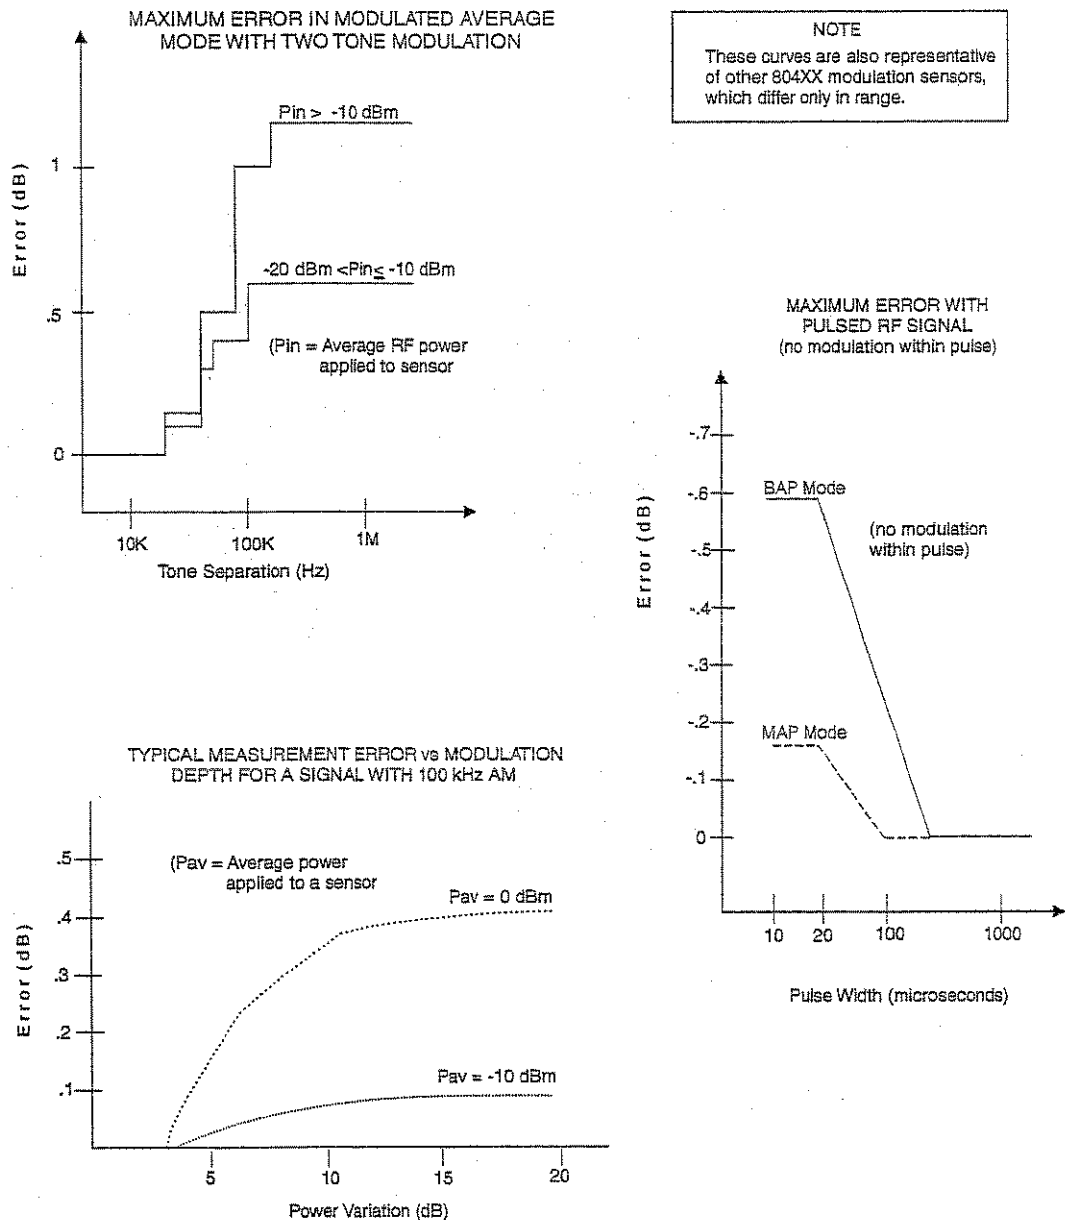 MAXIMUM ERROR IN MODULATED AVERAGE
MODE WITH TWO TONE MODULATION
Error (dB)
1
.5
0
Pin > -10 dBm
-20 dBm <Pin≤ -10 dBm
(Pin = Average RF power
applied to sensor
10K
100K
1M
Tone Separation (Hz)
NOTE
These curves are also representative
of other 804XX modulation sensors,
which differ only in range.
MAXIMUM ERROR WITH
PULSED RF SIGNAL
(no modulation within pulse)
Error (dB)
-.7
-.6
-.5
-.4
-.3
-.2
-.1
0
BAP Mode
(no modulation
within pulse)
MAP Mode
10
20
100
1000
Pulse Width (microseconds)
TYPICAL MEASUREMENT ERROR vs MODULATION
DEPTH FOR A SIGNAL WITH 100 kHz AM
Error (dB)
.5
.4
.3
.2
.1
(Pav = Average power
applied to a sensor
Pav = 0 dBm
Pav = -10 dBm
5
10
15
20
Power Variation (dB)